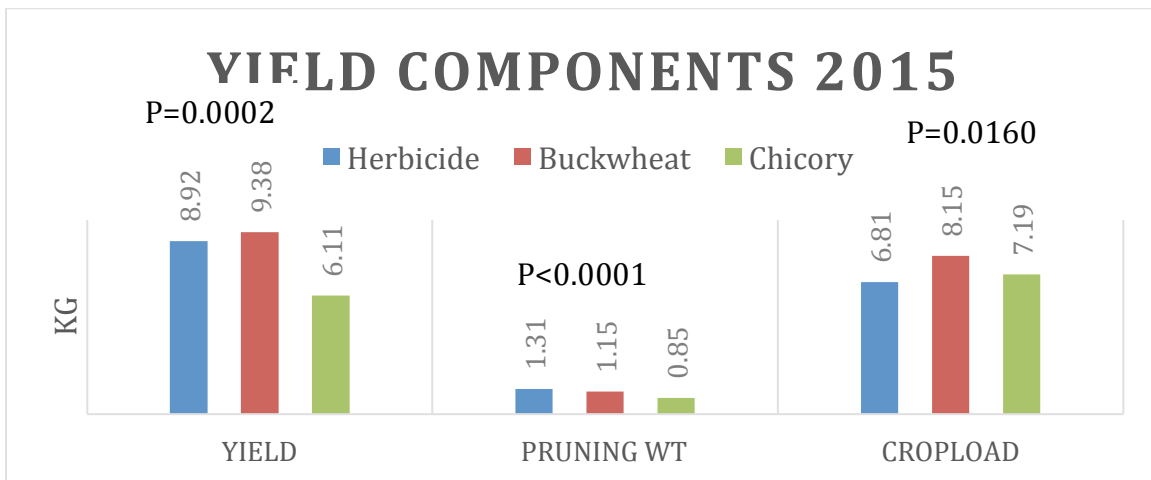 YIELD COMPONENTS 2015
P=0.0002
P=0.0160
Herbicide Buckwheat Chicory
8.92 9.38 6.11
6.81 8.15 7.19
P<0.0001
1.31 1.15 0.85
KG
YIELD PRUNING WT CROPLOAD